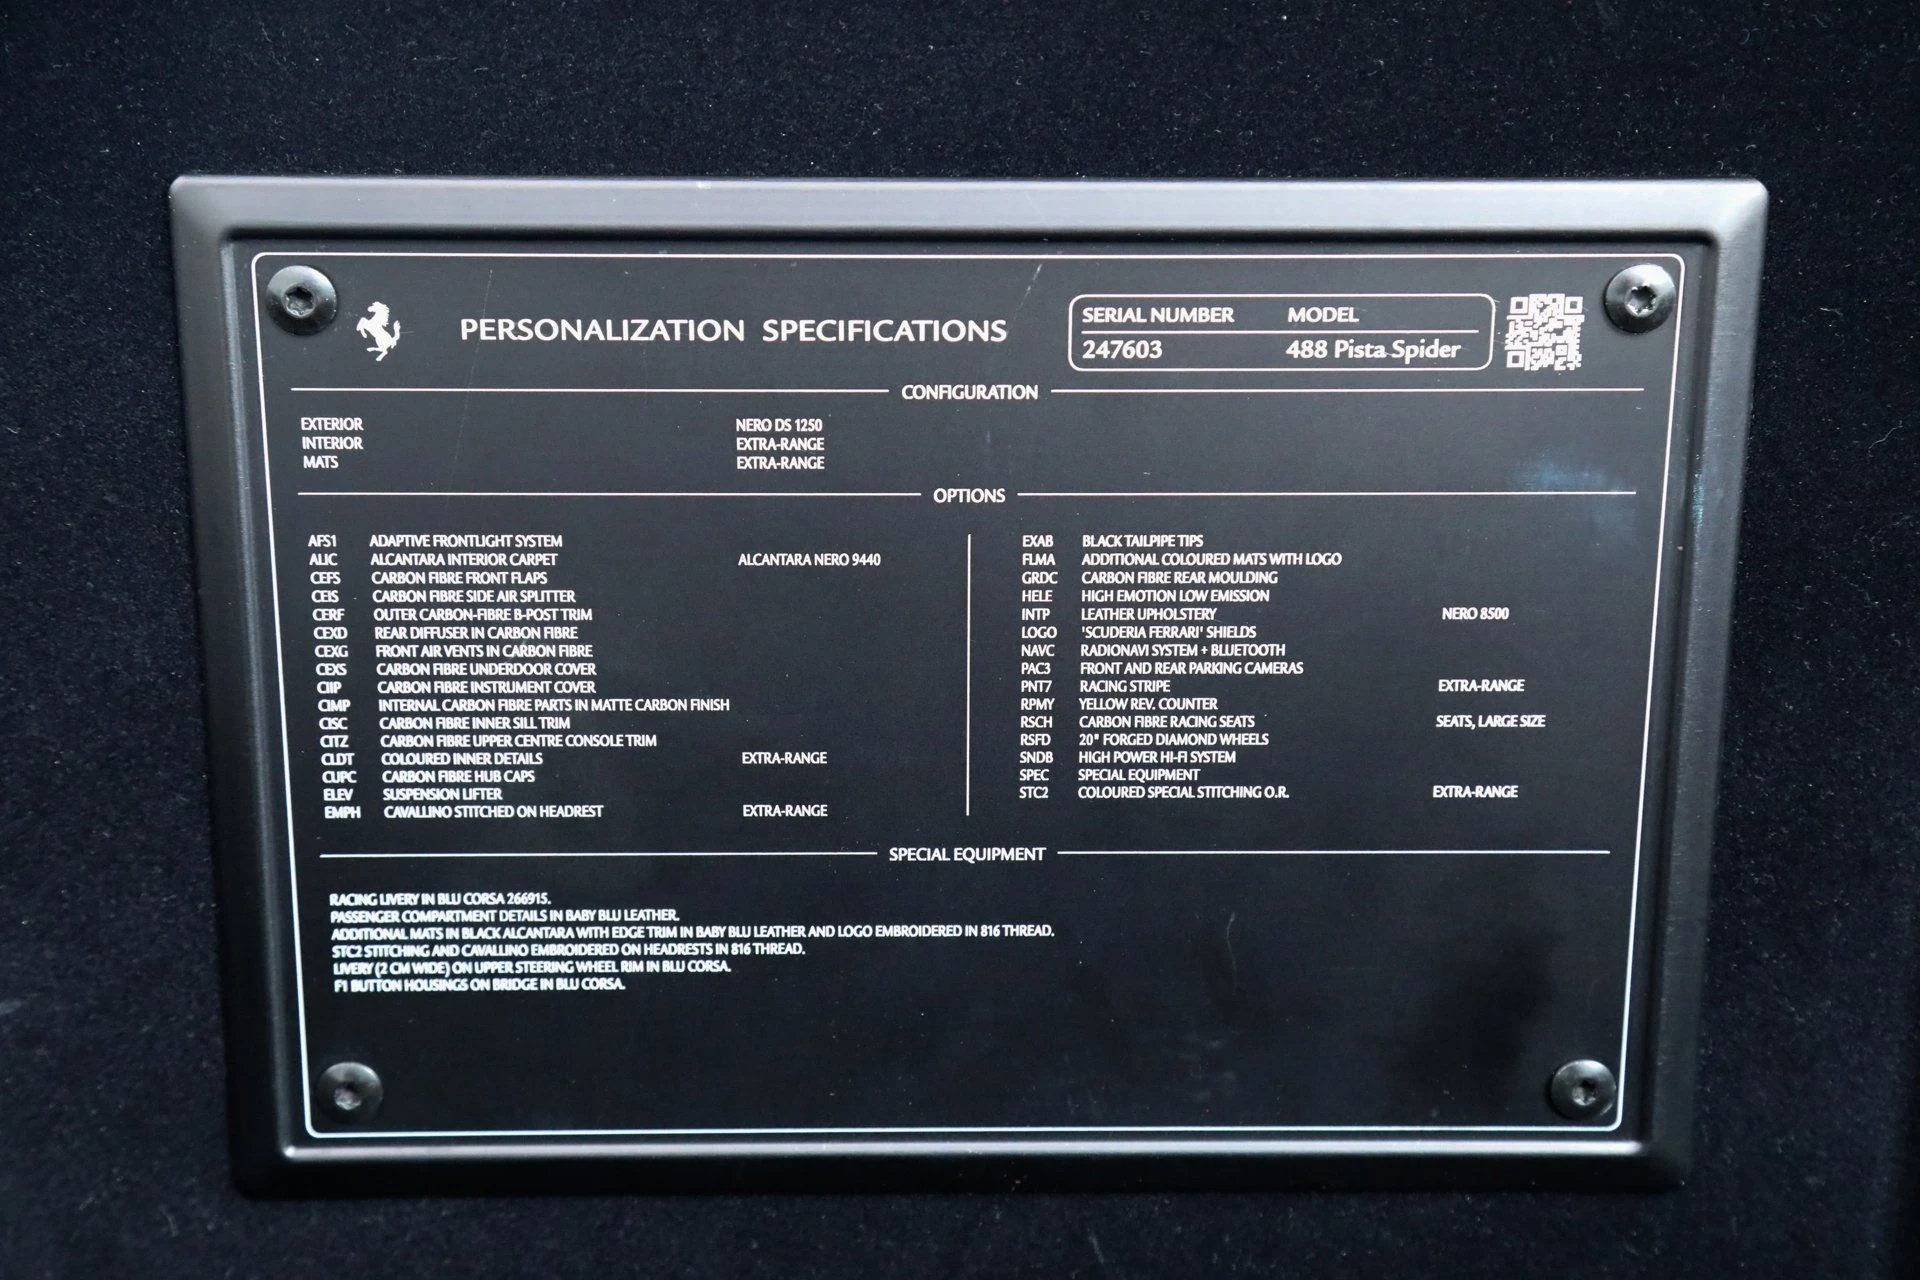 PERSONALIZATION SPECIFICATIONS
SERIAL NUMBER MODEL
247603 488 Pista Spider
CONFIGURATION
EXTERIOR NERO DS 1250
INTERIOR EXTRA-RANGE
MATS EXTRA-RANGE
OPTIONS
AFS1 ADAPTIVE FRONTLIGHT SYSTEM
ALIC ALCANTARA INTERIOR CARPET ALCANTARA NERO 9440
CEFS CARBON FIBRE FRONT FLAPS
CEIS CARBON FIBRE SIDE AIR SPLITTER
CERF OUTER CARBON-FIBRE B-POST TRIM
CEXD REAR DIFFUSER IN CARBON FIBRE
CEXG FRONT AIR VENTS IN CARBON FIBRE
CEXS CARBON FIBRE UNDERDOOR COVER
CIIP CARBON FIBRE INSTRUMENT COVER
CIMP INTERNAL CARBON FIBRE PARTS IN MATTE CARBON FINISH
CISC CARBON FIBRE INNER SILL TRIM
CITZ CARBON FIBRE UPPER CENTRE CONSOLE TRIM
CLDT COLOURED INNER DETAILS EXTRA-RANGE
CUPC CARBON FIBRE HUB CAPS
ELEV SUSPENSION LIFTER
EMPH CAVALLINO STITCHED ON HEADREST EXTRA-RANGE
EXAB BLACK TAILPIPE TIPS
FLMA ADDITIONAL COLOURED MATS WITH LOGO
GRDC CARBON FIBRE REAR MOULDING
HELE HIGH EMOTION LOW EMISSION
INTP LEATHER UPHOLSTERY NERO 8500
LOGO 'SCUDERIA FERRARI' SHIELDS
NAVC RADIONAVI SYSTEM + BLUETOOTH
PAC3 FRONT AND REAR PARKING CAMERAS
PNT7 RACING STRIPE EXTRA-RANGE
RPMY YELLOW REV. COUNTER
RSCH CARBON FIBRE RACING SEATS SEATS, LARGE SIZE
RSFD 20" FORGED DIAMOND WHEELS
SNDB HIGH POWER HI-FI SYSTEM
SPEC SPECIAL EQUIPMENT
STC2 COLOURED SPECIAL STITCHING O.R. EXTRA-RANGE
SPECIAL EQUIPMENT
RACING LIVERY IN BLU CORSA 266915.
PASSENGER COMPARTMENT DETAILS IN BABY BLU LEATHER.
ADDITIONAL MATS IN BLACK ALCANTARA WITH EDGE TRIM IN BABY BLU LEATHER AND LOGO EMBROIDERED IN 816 THREAD.
STC2 STITCHING AND CAVALLINO EMBROIDERED ON HEADRESTS IN 816 THREAD.
LIVERY (2 CM WIDE) ON UPPER STEERING WHEEL RIM IN BLU CORSA.
F1 BUTTON HOUSINGS ON BRIDGE IN BLU CORSA.